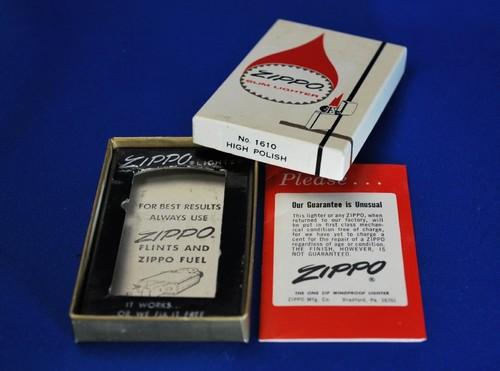 ZIPPO
SLIM LIGHTER
No. 1610
HIGH POLISH
ZIPPO
FOR BEST RESULTS
ALWAYS USE
ZIPPO
FLINTS AND
ZIPPO FUEL
IT WORKS...
OR WE FIX IT FREE
Please...
Our Guarantee is Unusual
This lighter or any ZIPPO, when
returned to our factory, will
be put in first class mechan-
ical condition free of charge,
for we have yet to charge a
cent for the repair of a ZIPPO
regardless of age or condition.
THE FINISH, HOWEVER, IS
NOT GUARANTEED.
ZIPPO
®
THE ONE ZIP WINDPROOF LIGHTER
ZIPPO Mfg. Co. Bradford, Pa. 16701